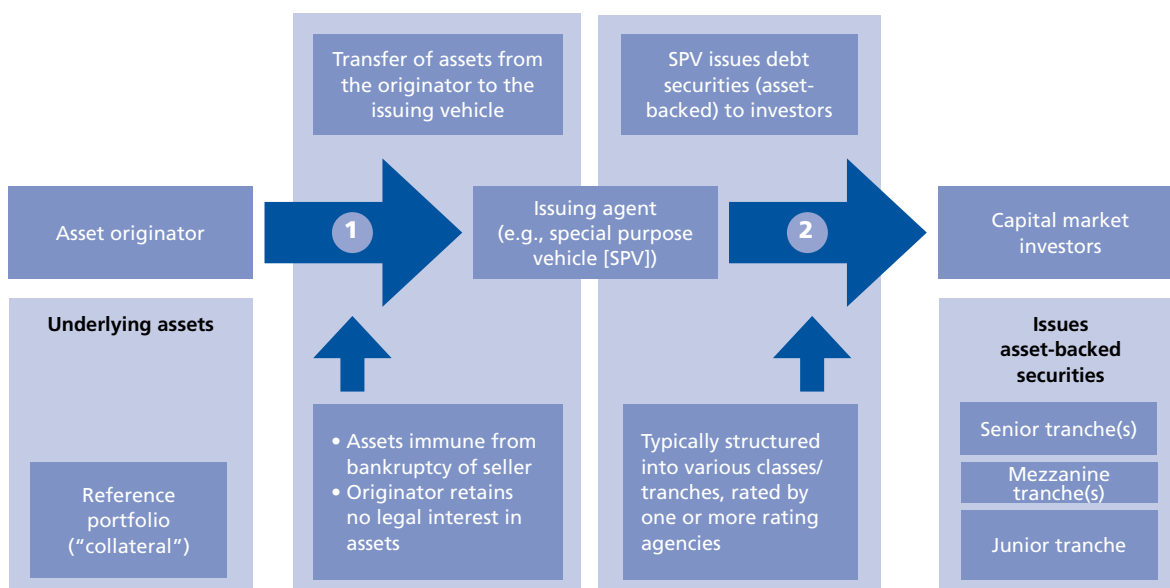 Transfer of assets from
the originator to the
issuing vehicle
SPV issues debt
securities (asset-
backed) to investors
Asset originator
1
Issuing agent
(e.g., special purpose
vehicle [SPV])
2
Capital market
investors
Underlying assets
Reference
portfolio
(“collateral”)
• Assets immune from
bankruptcy of seller
• Originator retains
no legal interest in
assets
Typically structured
into various classes/
tranches, rated by
one or more rating
agencies
Issues
asset-backed
securities
Senior tranche(s)
Mezzanine
tranche(s)
Junior tranche